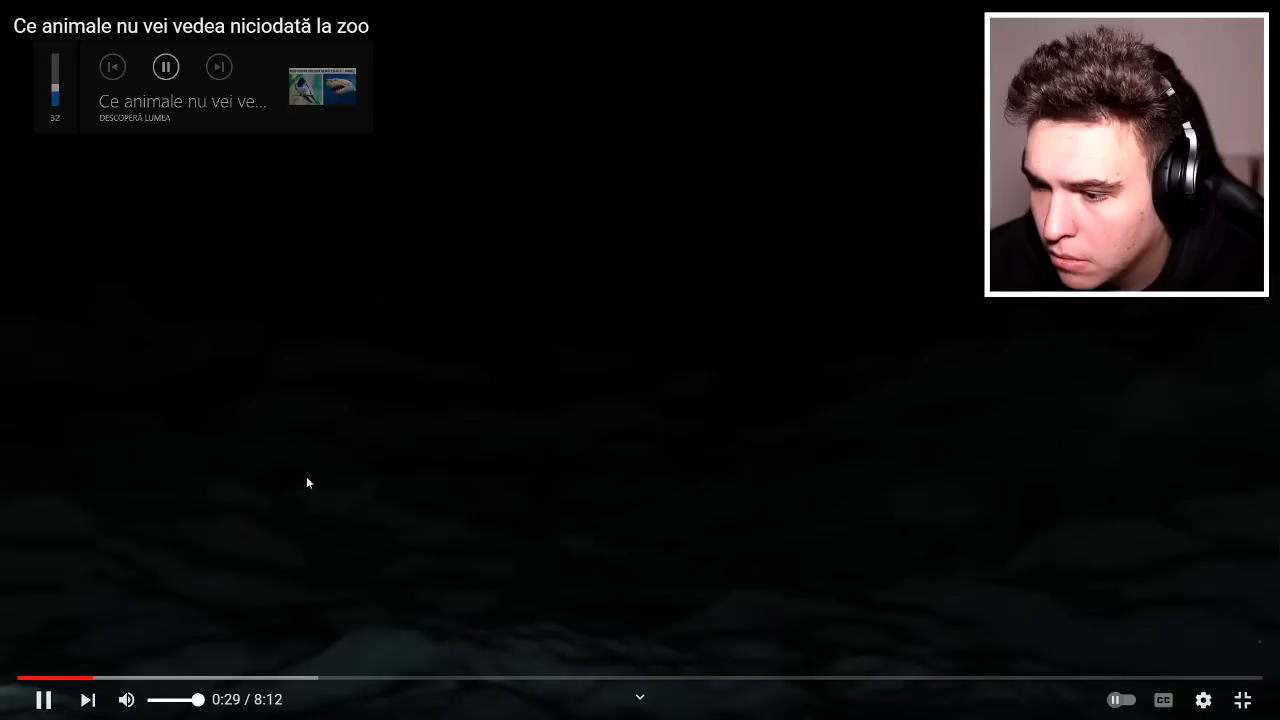 Ce animale nu vei vedea niciodată la zoo
Ce animale nu vei ve...
32
DESCOPERĂ LUMEA
0:29 / 8:12
CC